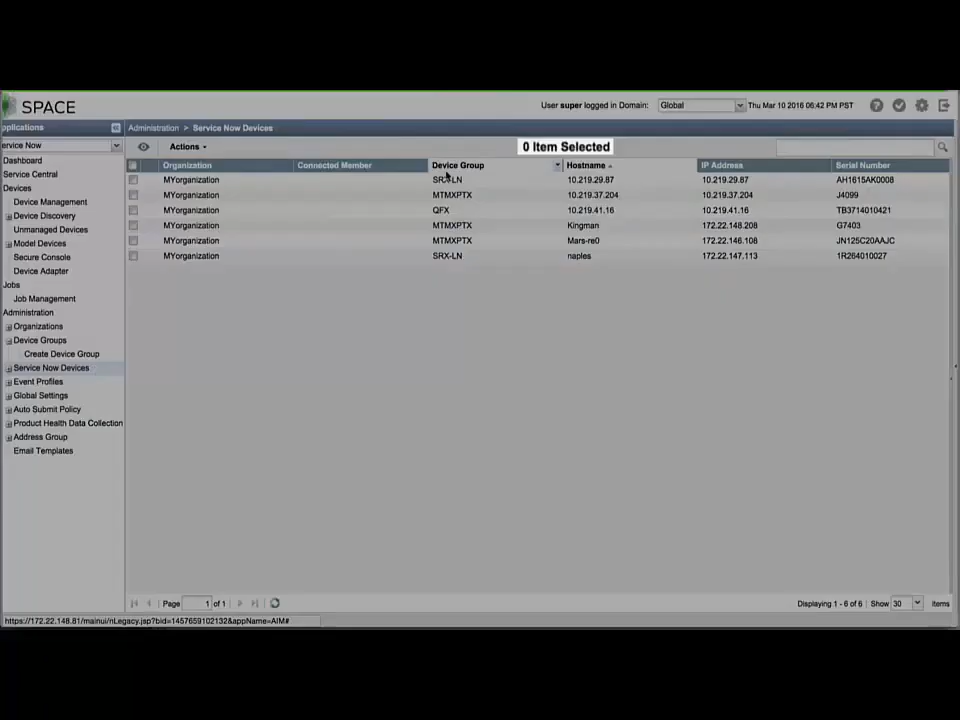 SPACE
User super logged in Domain: Global Thu Mar 10 2016 06:42 PM PST
pplications
Administration > Service Now Devices
ervice Now
Actions
0 Item Selected
Organization Connected Member Device Group Hostname IP Address Serial Number
MYorganization SRX-LN 10.219.29.87 10.219.29.87 AH1615AK0008
MYorganization MTMXPTX 10.219.37.204 10.219.37.204 J4099
MYorganization QFX 10.219.41.16 10.219.41.16 TB3714010421
MYorganization MTMXPTX Kingman 172.22.148.208 G7403
MYorganization MTMXPTX Mars-re0 172.22.146.108 JN125C20AAJC
MYorganization SRX-LN naples 172.22.147.113 1R264010027
Dashboard
Service Central
Devices
Device Management
Device Discovery
Unmanaged Devices
Model Devices
Secure Console
Device Adapter
Jobs
Job Management
Administration
Organizations
Device Groups
Create Device Group
Service Now Devices
Event Profiles
Global Settings
Auto Submit Policy
Product Health Data Collection
Address Group
Email Templates
Page 1 of 1
Displaying 1 - 6 of 6 Show 30 items
https://172.22.148.81/mainui/nLegacy.jsp?bid=1457659102132&appName=AIM#